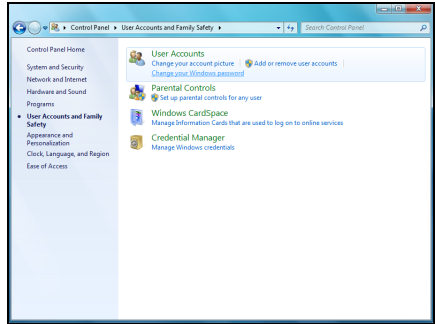 Control Panel ▸ User Accounts and Family Safety ▸
Search Control Panel
Control Panel Home
System and Security
Network and Internet
Hardware and Sound
Programs
User Accounts and Family
Safety
Appearance and
Personalization
Clock, Language, and Region
Ease of Access
User Accounts
Change your account picture | Add or remove user accounts |
Change your Windows password
Parental Controls
Set up parental controls for any user
Windows CardSpace
Manage Information Cards that are used to log on to online services
Credential Manager
Manage Windows credentials